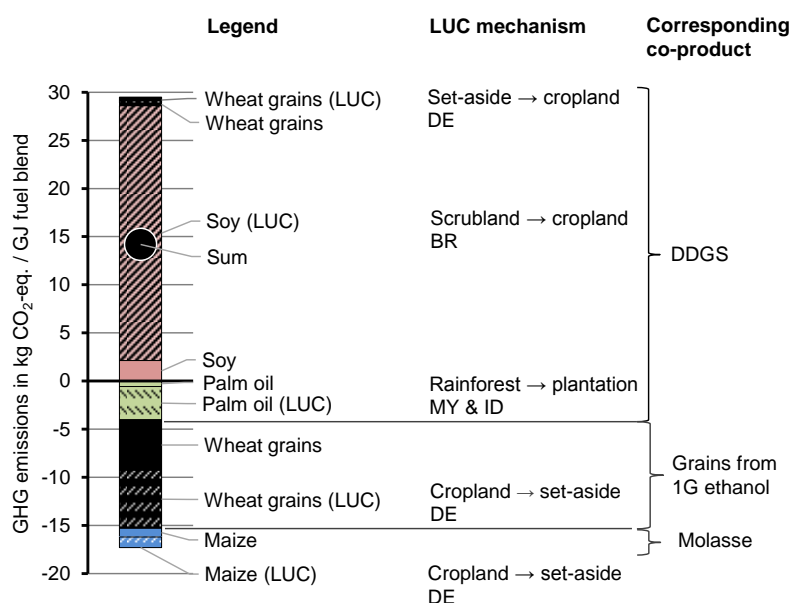 Legend
LUC mechanism
Corresponding
co-product
GHG emissions in kg CO₂-eq. / GJ fuel blend
30
25
20
15
10
5
0
-5
-10
-15
-20
Wheat grains (LUC)
Wheat grains
Soy (LUC)
Sum
Soy
Palm oil
Palm oil (LUC)
Wheat grains
Wheat grains (LUC)
Maize
Maize (LUC)
Set-aside → cropland
DE
Scrubland → cropland
BR
Rainforest → plantation
MY & ID
Cropland → set-aside
DE
Cropland → set-aside
DE
DDGS
Grains from
1G ethanol
Molasse